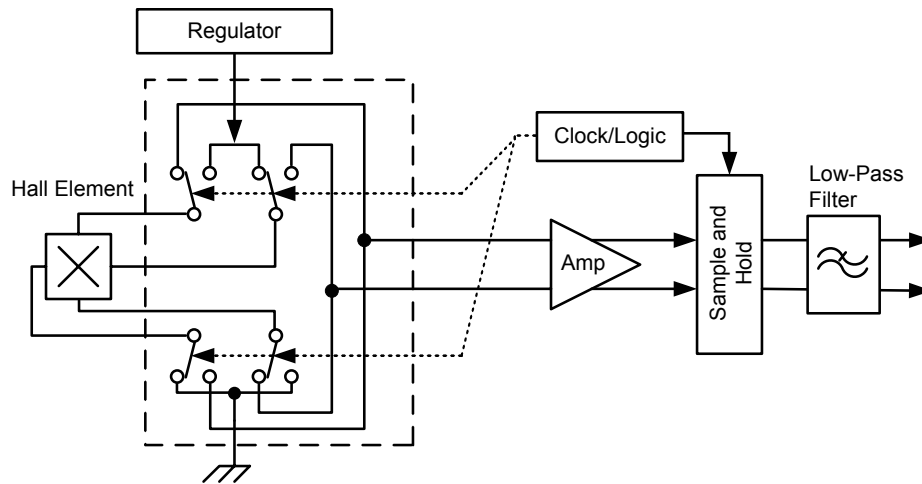 Regulator
Clock/Logic
Hall Element
Low-Pass
Filter
Amp
Sample and
Hold